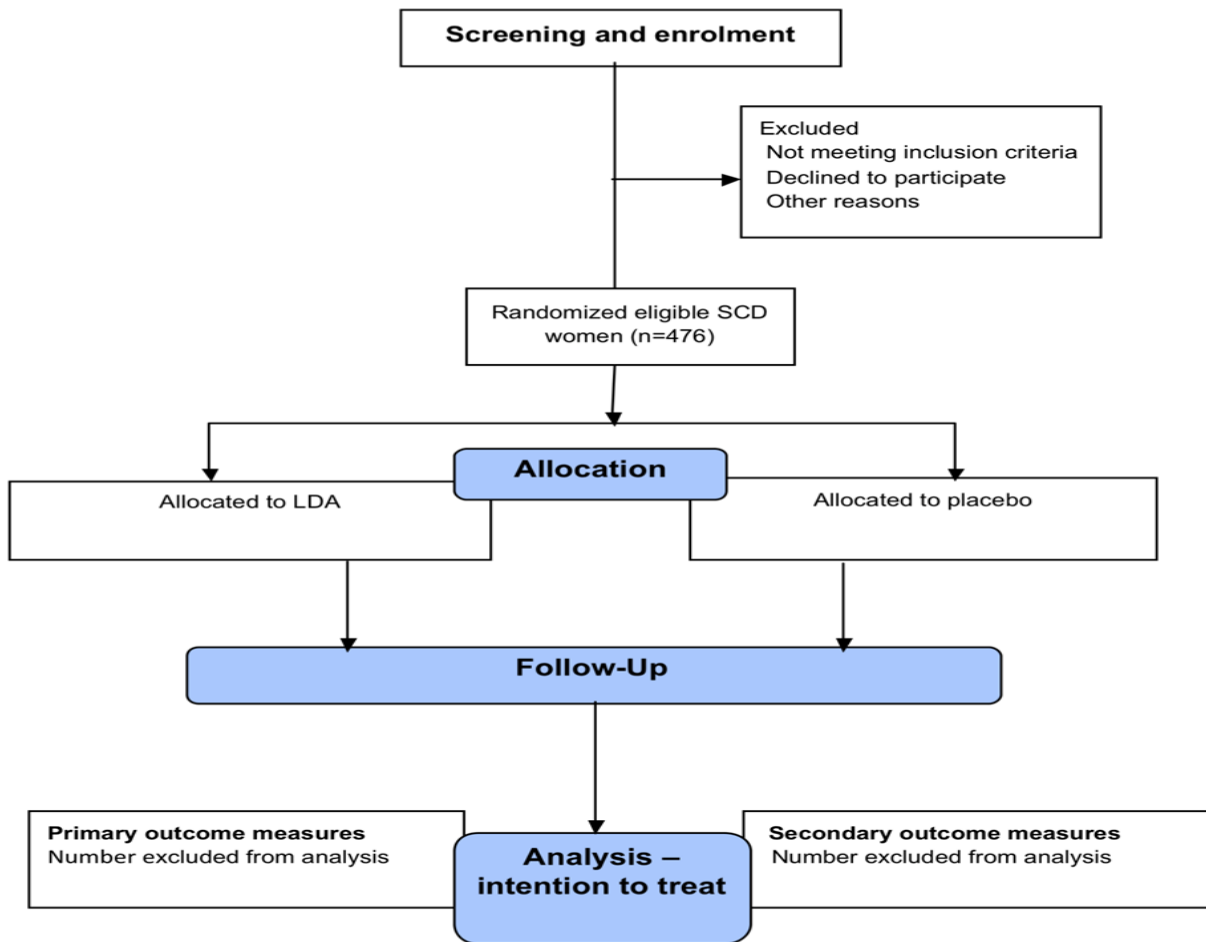 Screening and enrolment
Excluded
Not meeting inclusion criteria
Declined to participate
Other reasons
Randomized eligible SCD
women (n=476)
Allocation
Allocated to LDA
Allocated to placebo
Follow-Up
Primary outcome measures
Number excluded from analysis
Analysis –
intention to treat
Secondary outcome measures
Number excluded from analysis